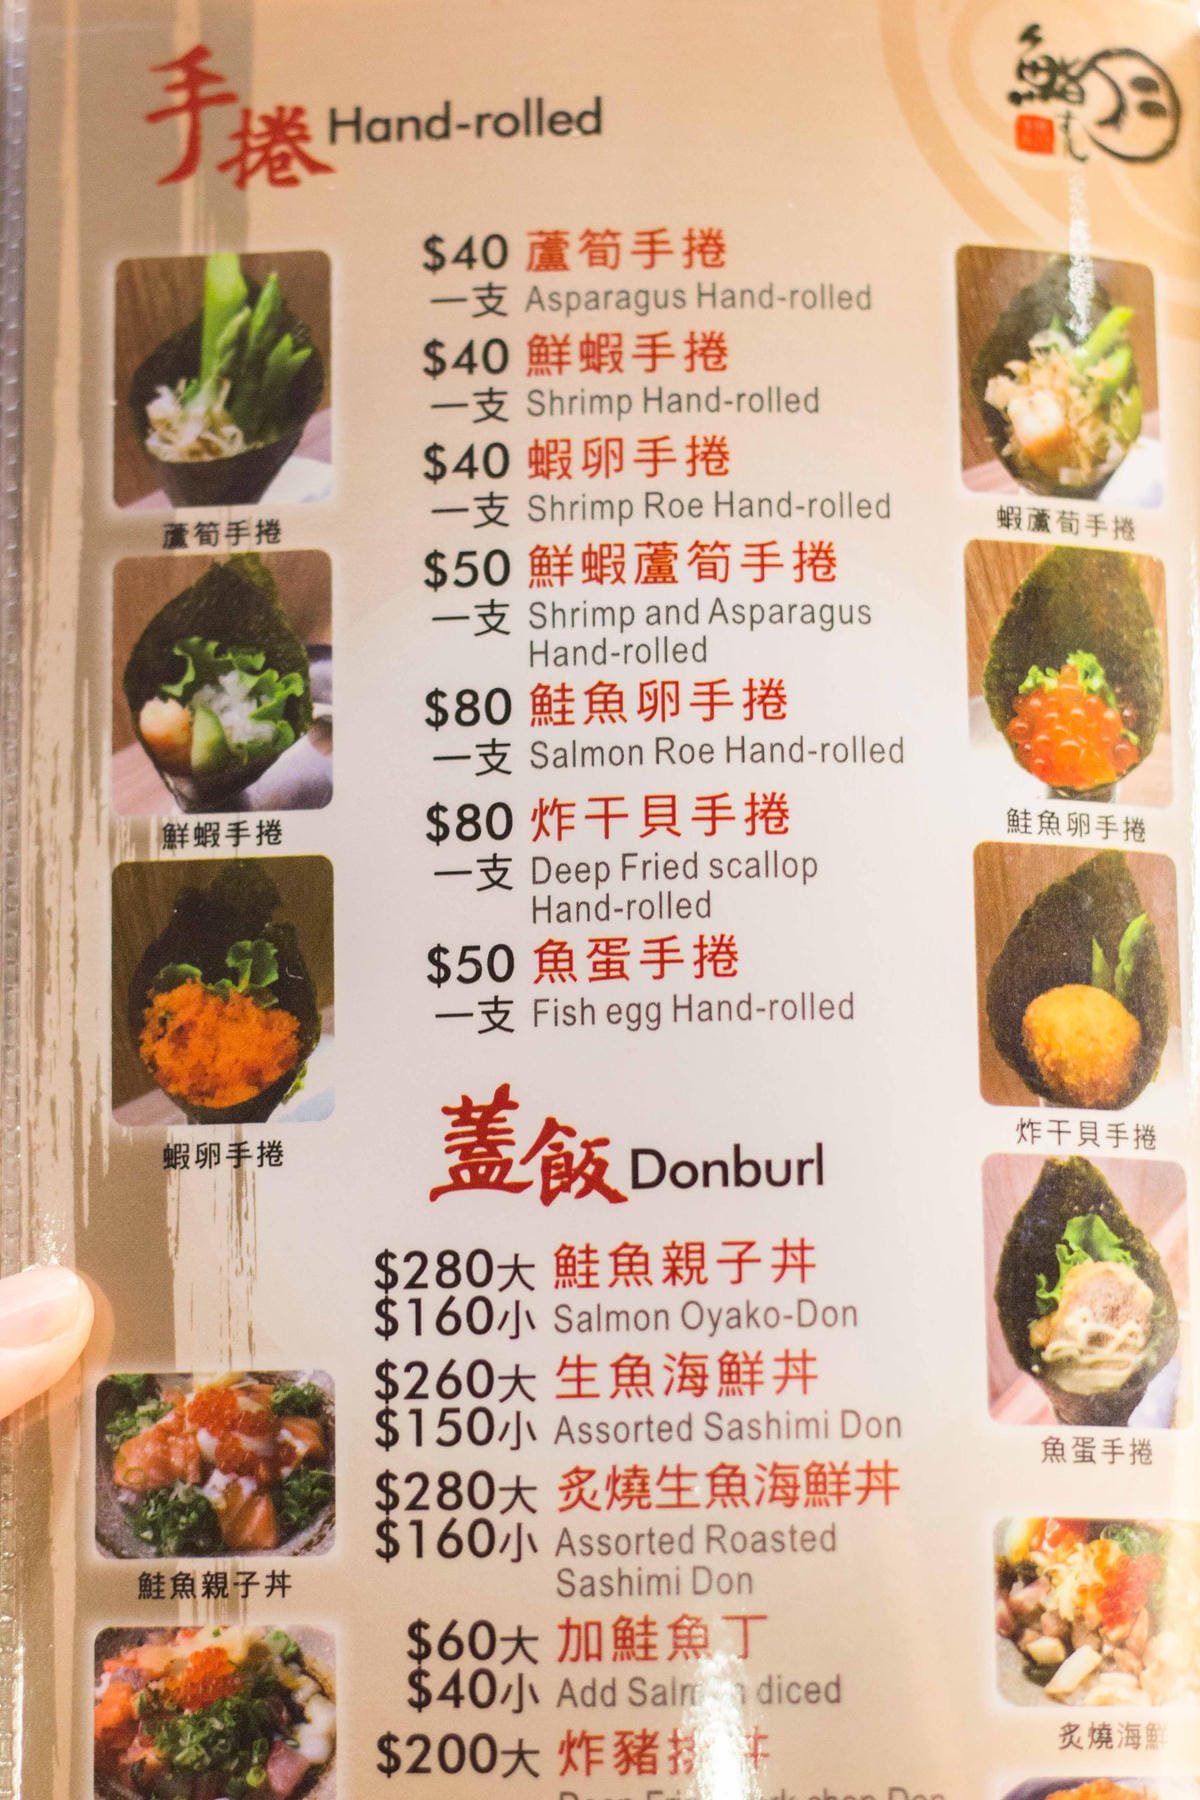 手捲 Hand-rolled
$40 蘆筍手捲
一支 Asparagus Hand-rolled
$40 鮮蝦手捲
一支 Shrimp Hand-rolled
$40 蝦卵手捲
一支 Shrimp Roe Hand-rolled
$50 鮮蝦蘆筍手捲
一支 Shrimp and Asparagus
Hand-rolled
$80 鮭魚卵手捲
一支 Salmon Roe Hand-rolled
$80 炸干貝手捲
一支 Deep Fried scallop
Hand-rolled
$50 魚蛋手捲
一支 Fish egg Hand-rolled
蘆筍手捲
鮮蝦手捲
蝦卵手捲
蝦蘆筍手捲
鮭魚卵手捲
炸干貝手捲
魚蛋手捲
蓋飯 Donburl
$280大 鮭魚親子丼
$160小 Salmon Oyako-Don
$260大 生魚海鮮丼
$150小 Assorted Sashimi Don
$280大 炙燒生魚海鮮丼
$160小 Assorted Roasted
Sashimi Don
$60大 加鮭魚丁
$40小 Add diced
$200大 炸豬 丼
chop Don
鮭魚親子丼
炙燒海鮮